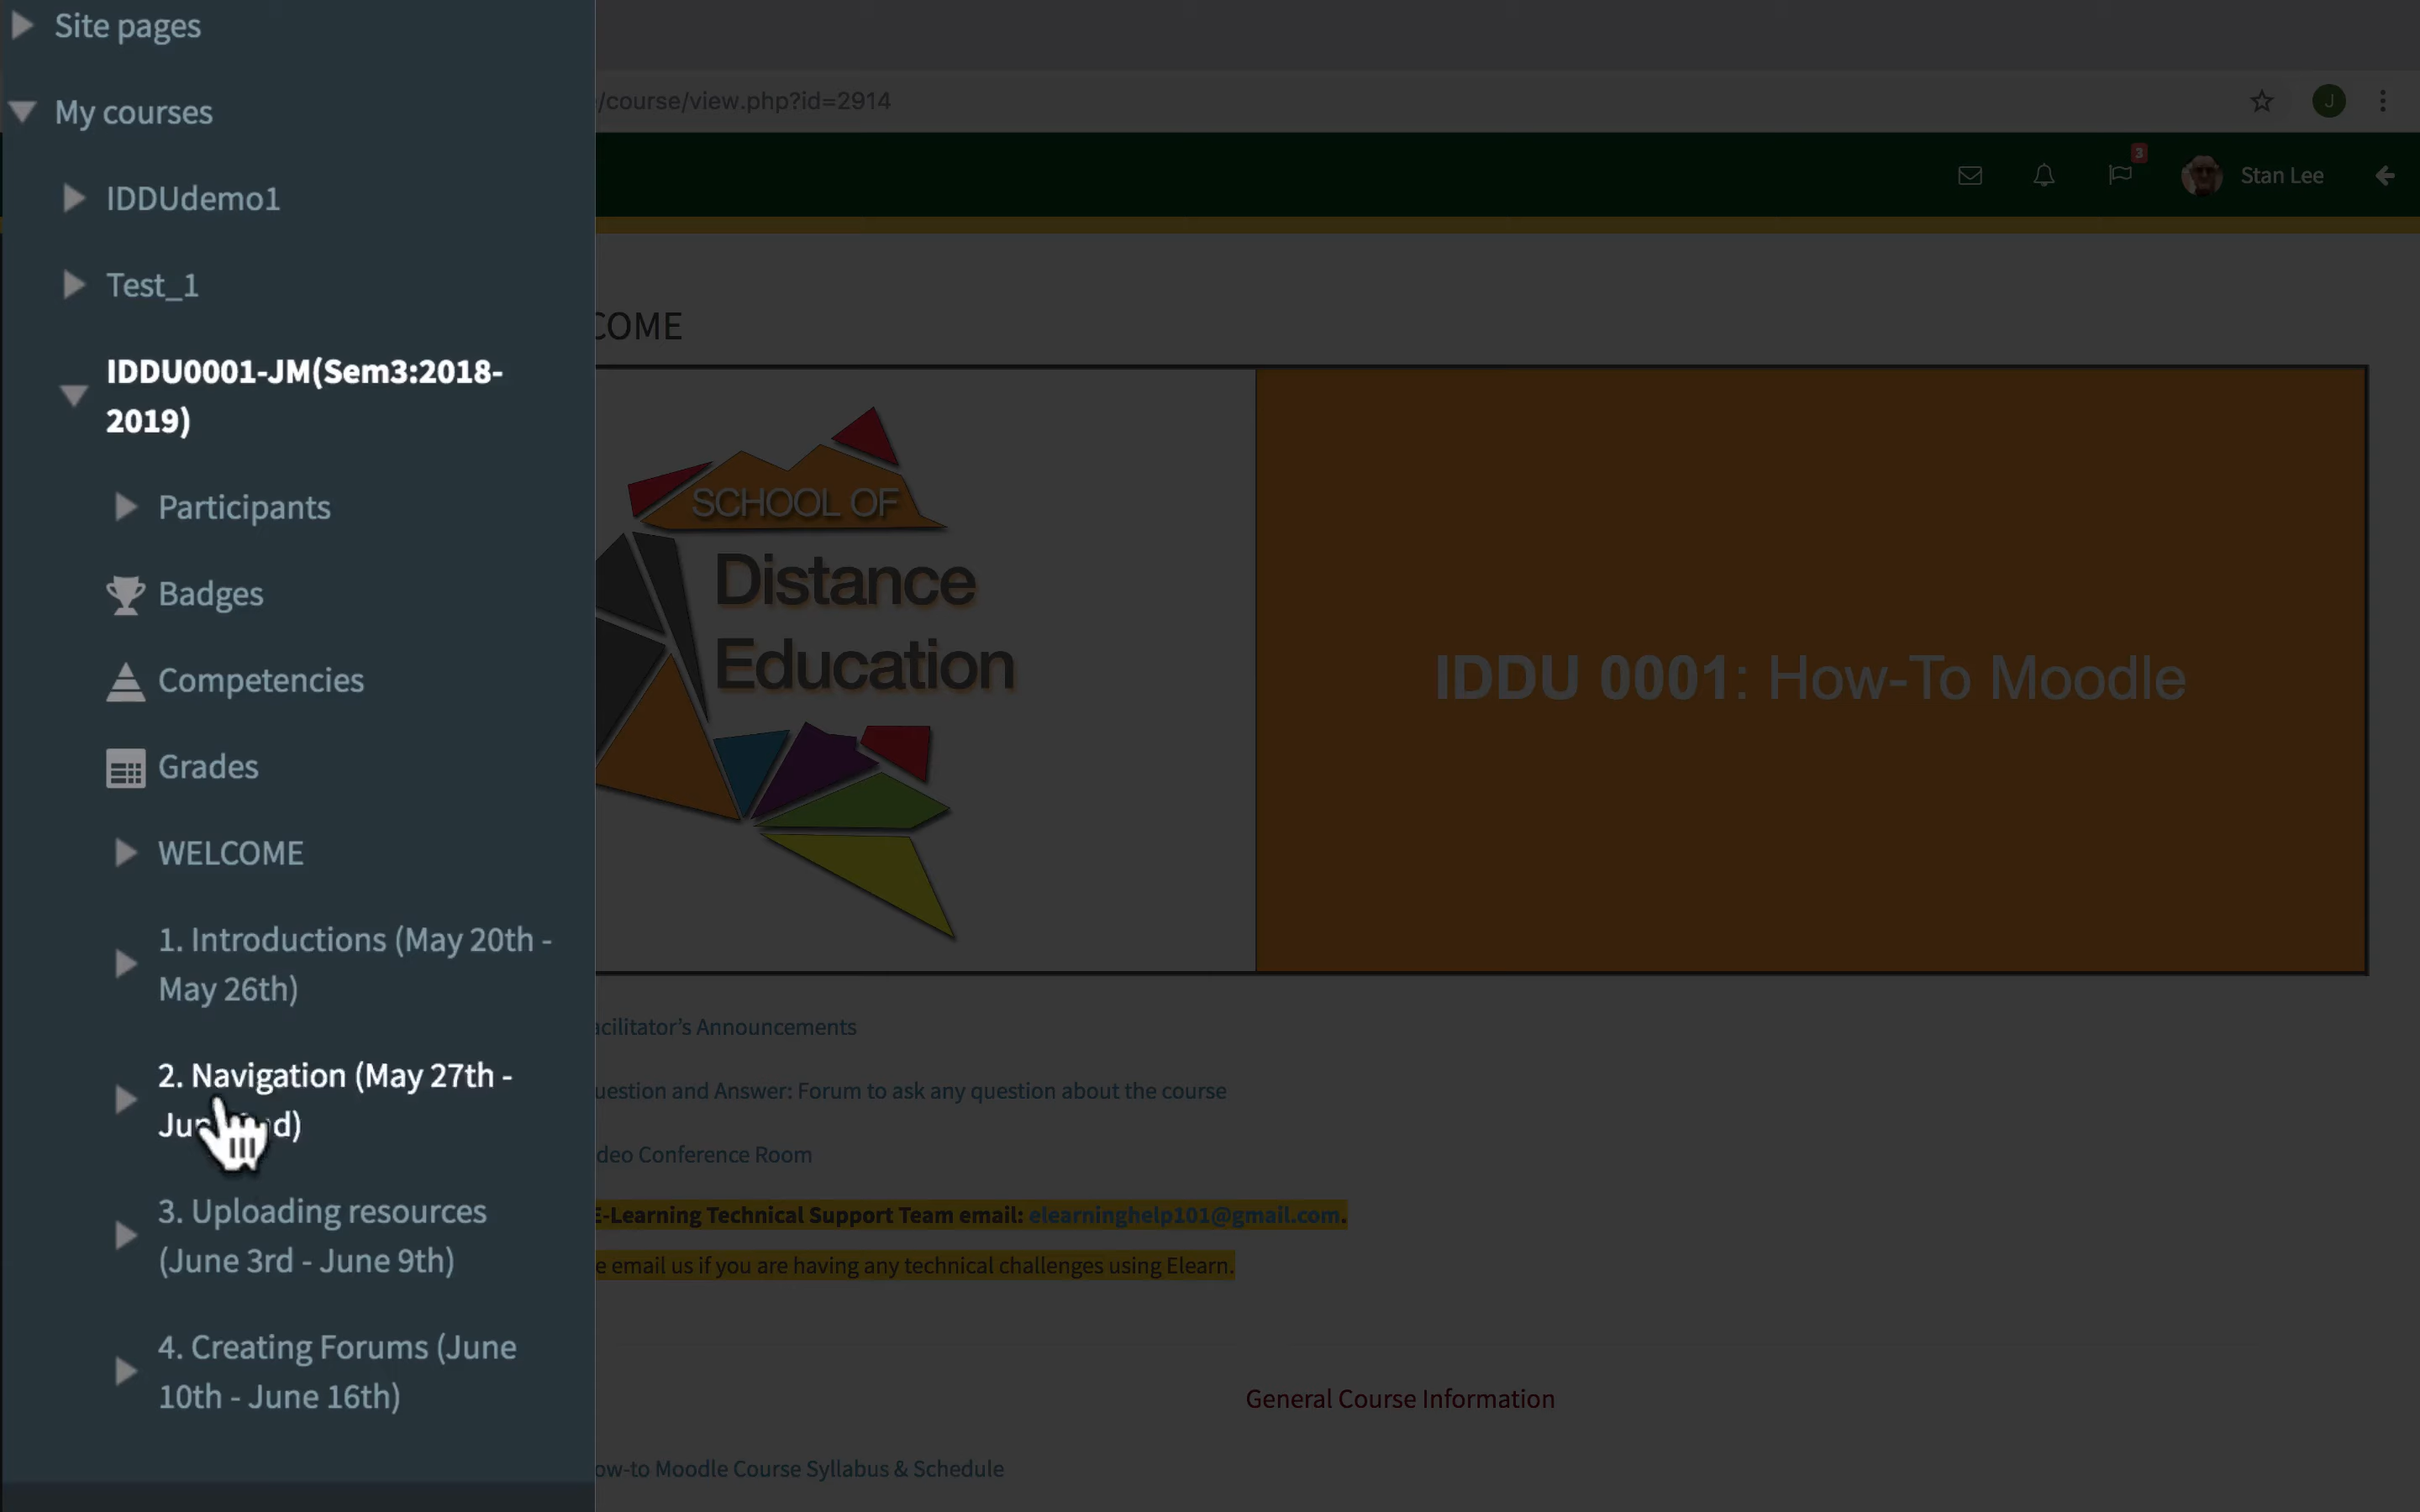 Site pages
My courses
/course/view.php?id=2914
J
IDDUdemo1
3
Stan Lee
Test_1
COME
IDDU0001-JM(Sem3:2018-
2019)
Participants
Badges
Competencies
Grades
WELCOME
1. Introductions (May 20th -
May 26th)
2. Navigation (May 27th -
3. Uploading resources
(June 3rd - June 9th)
4. Creating Forums (June
10th - June 16th)
SCHOOL OF
Distance
Education
IDDU 0001: How-To Moodle
acilitator's Announcements
uestion and Answer: Forum to ask any question about the course
deo Conference Room
E-Learning Technical Support Team email: elearninghelp101@gmail.com.
e email us if you are having any technical challenges using Elearn.
General Course Information
ow-to Moodle Course Syllabus & Schedule